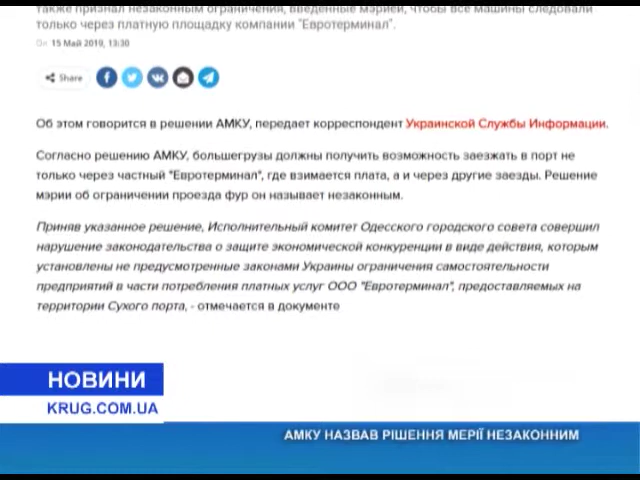 также признал незаконным ограничения, введенные мэрией, чтобы все машины следовали
только через платную площадку компании "Евротерминал".
On 15 Май 2019, 13:30
Share
Об этом говорится в решении АМКУ, передает корреспондент Украинской Службы Информации.
Согласно решению АМКУ, большегрузы должны получить возможность заезжать в порт не
только через частный "Евротерминал", где взимается плата, а и через другие заезды. Решение
мэрии об ограничении проезда фур он называет незаконным.
Приняв указанное решение, Исполнительный комитет Одесского городского совета совершил
нарушение законодательства о защите экономической конкуренции в виде действия, которым
установлены не предусмотренные законами Украины ограничения самостоятельности
предприятий в части потребления платных услуг ООО "Евротерминал", предоставляемых на
территории Сухого порта, - отмечается в документе
НОВИНИ
KRUG.COM.UA
АМКУ НАЗВАВ РІШЕННЯ МЕРІЇ НЕЗАКОННИМ